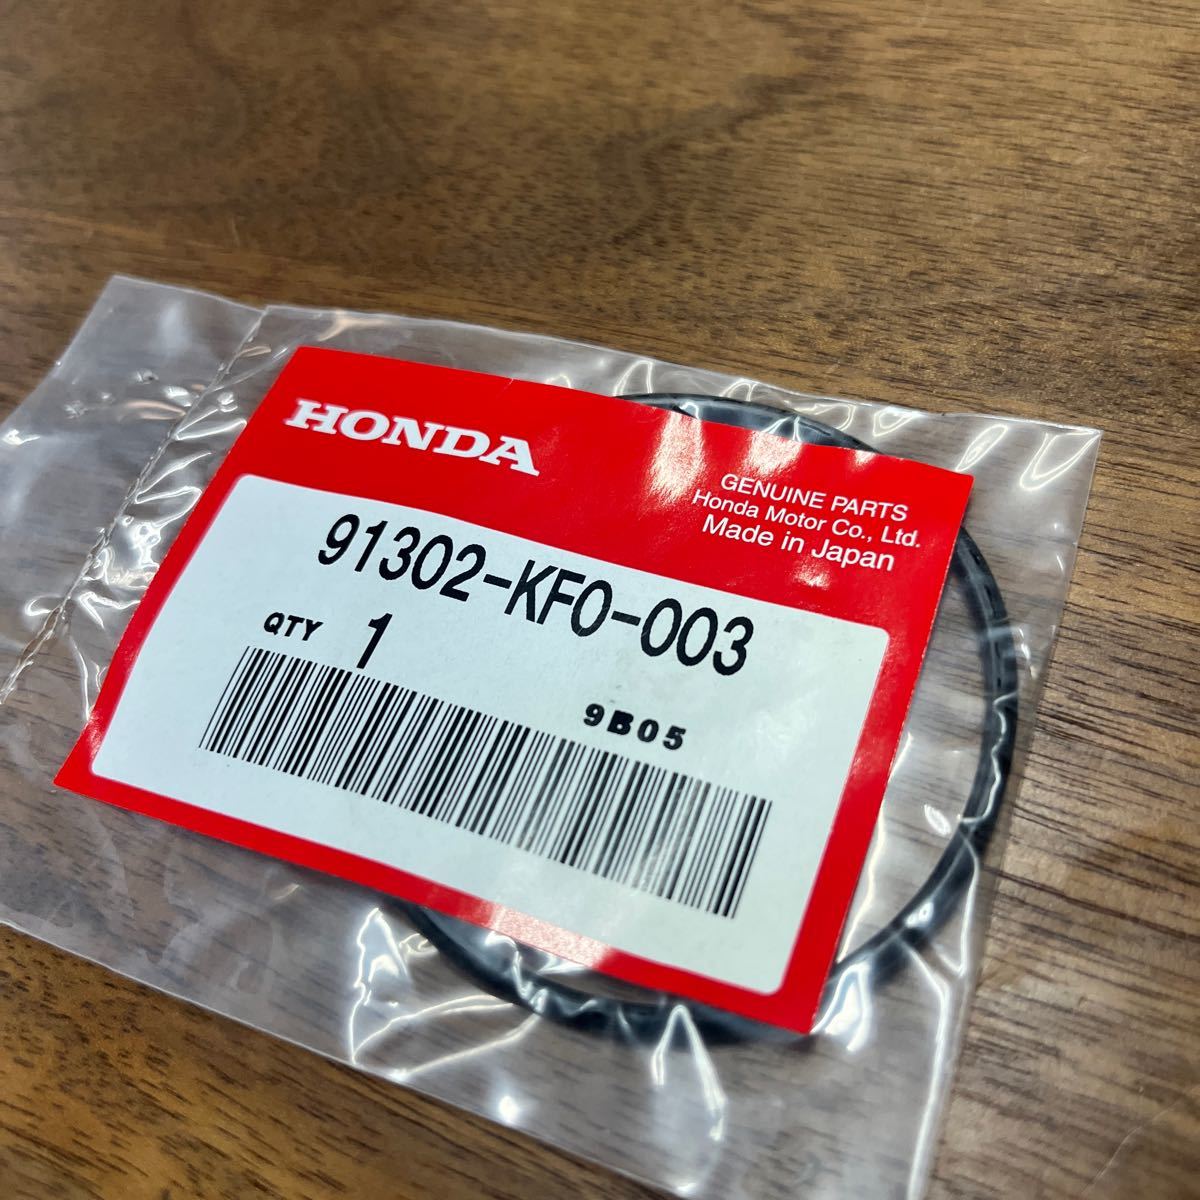 HONDA
GENUINE PARTS
Honda Motor Co., Ltd.
Made in Japan
91302-KF0-003
QTY 1
9B05